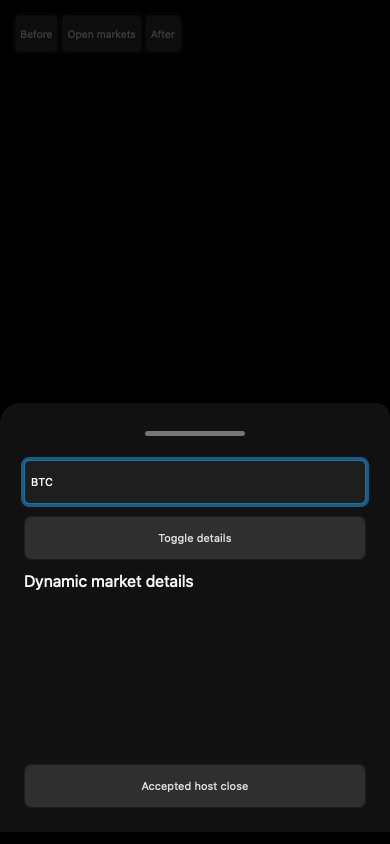 Before Open markets After
BTC
Toggle details
Dynamic market details
Accepted host close